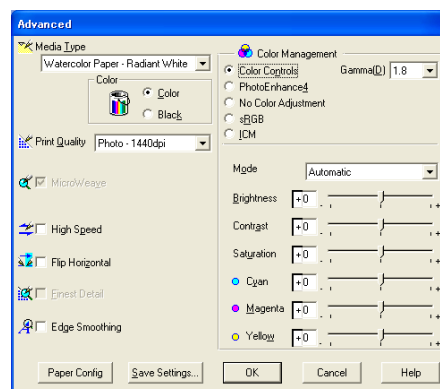 Advanced
Media Type
Watercolor Paper - Radiant White
Color
Color
Black
Print Quality
Photo - 1440dpi
MicroWeave
High Speed
Flip Horizontal
Finest Detail
Edge Smoothing
Color Management
Color Controls
Gamma(D)
1.8
PhotoEnhance4
No Color Adjustment
sRGB
ICM
Mode
Automatic
Brightness +0 - +
Contrast +0 - +
Saturation +0 - +
Cyan +0 - +
Magenta +0 - +
Yellow +0 - +
Paper Config
Save Settings...
OK
Cancel
Help